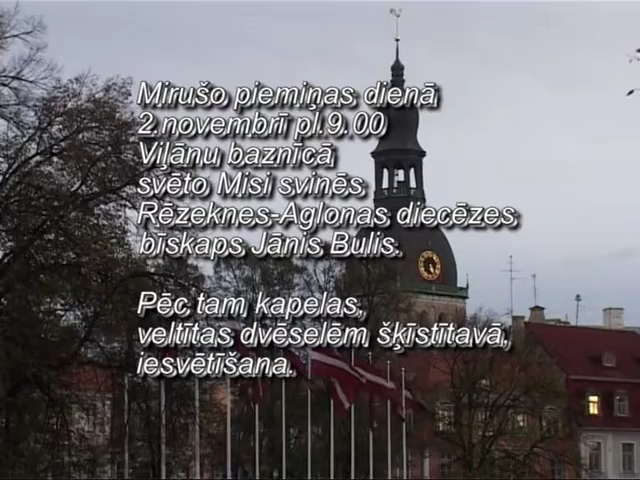 Mirušo piemiņas dienā
2.novembrī pl.9.00
Viļānu baznīcā
svēto Misi svinēs
Rēzeknes-Aglonas diecēzes
bīskaps Jānis Bulis.
Pēc tam kapelas,
veltītas dvēselēm šķīstītavā,
iesvētīšana.